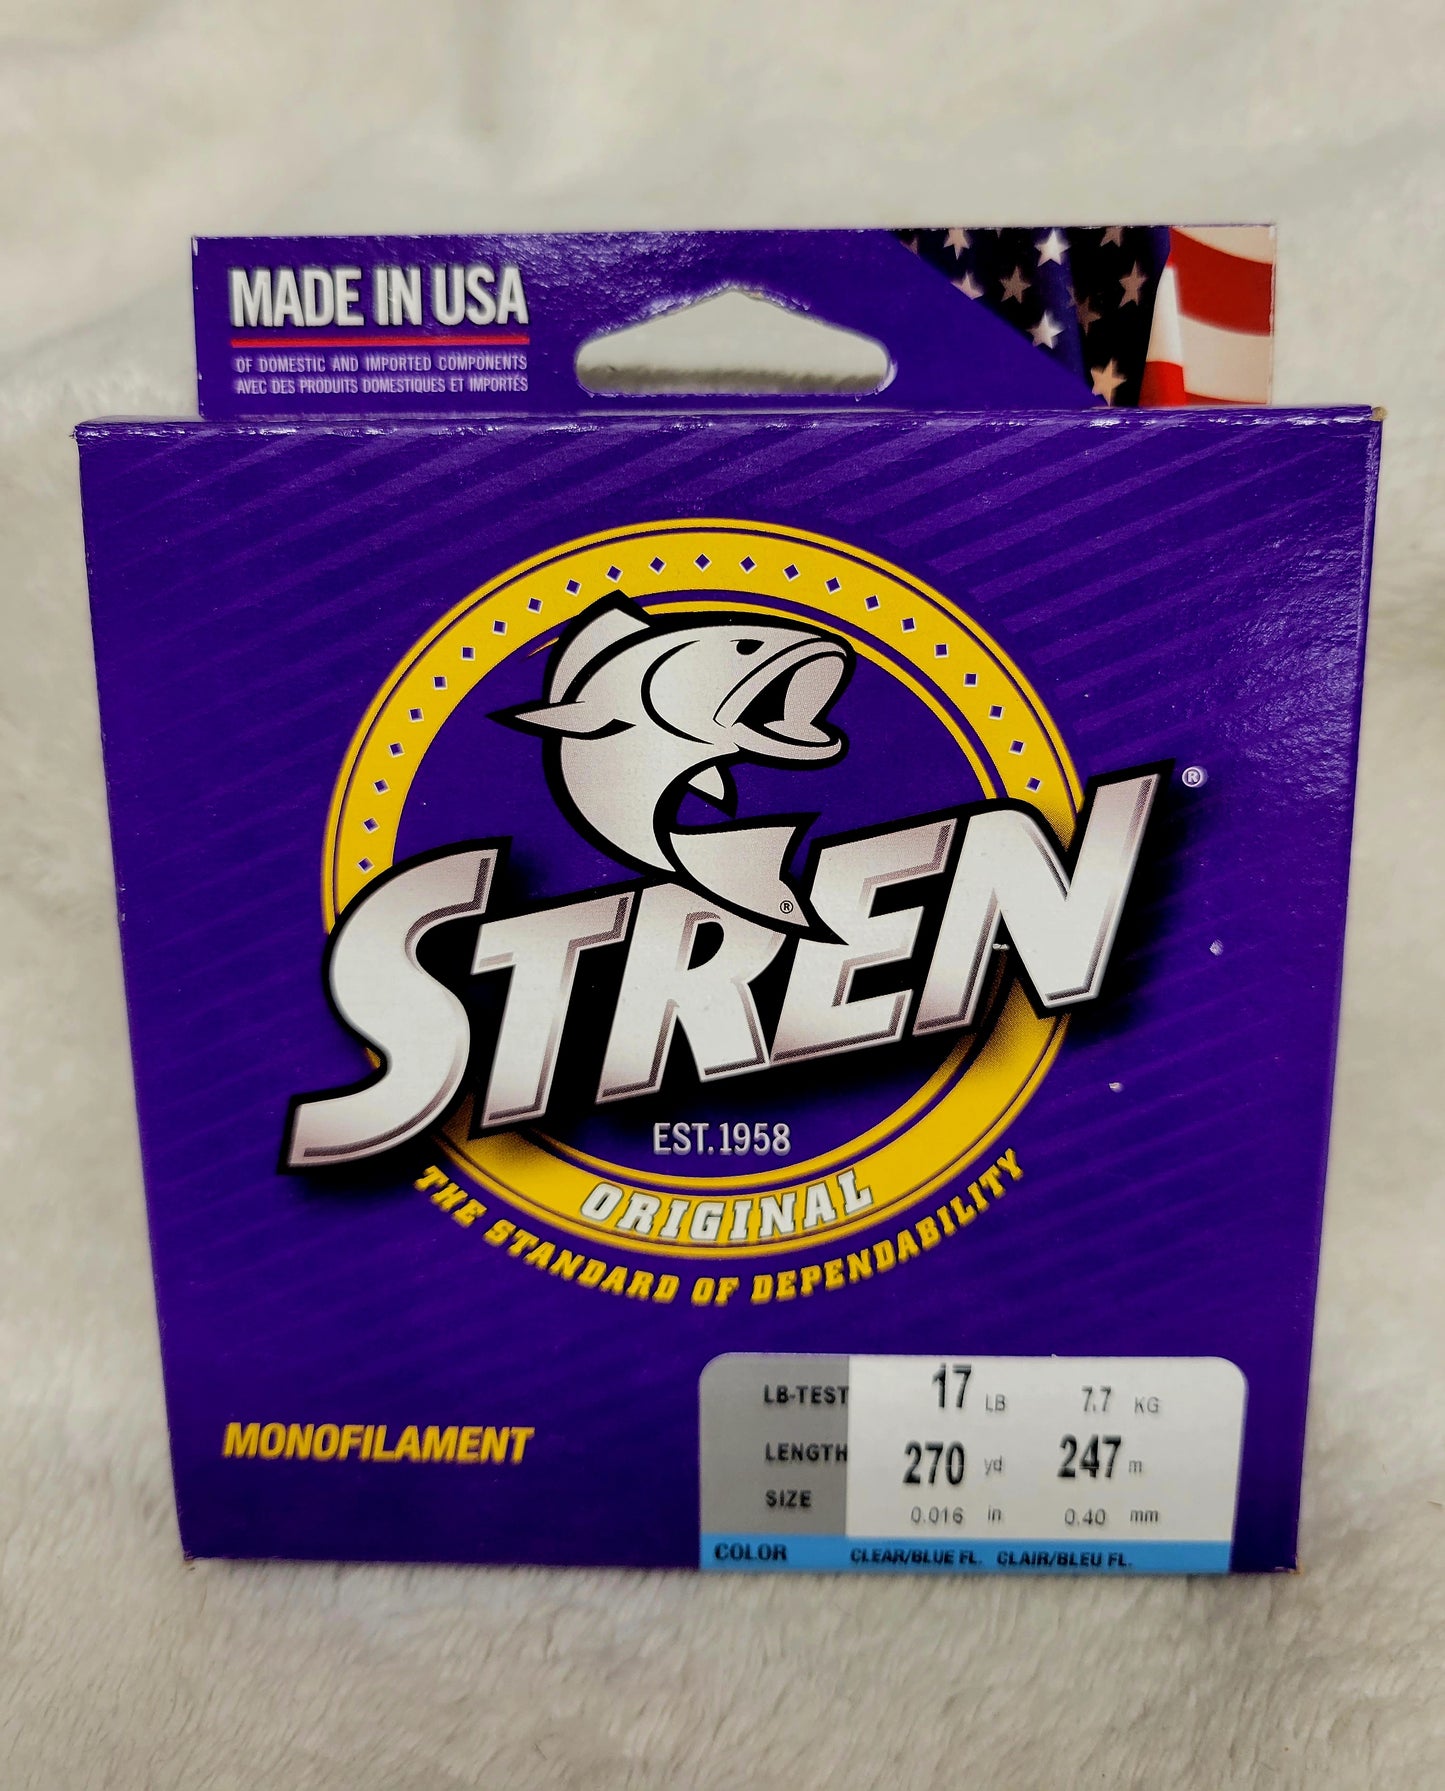 MADE IN USA
OF DOMESTIC AND IMPORTED COMPONENTS
AVEC DES PRODUITS DOMESTIQUES ET IMPORTÉS
STREN®
®
EST.1958
ORIGINAL
THE STANDARD OF DEPENDABILITY
MONOFILAMENT
LB-TEST 17 LB 7.7 KG
LENGTH 270 yd 247 m
SIZE 0.016 in 0.40 mm
COLOR CLEAR/BLUE FL. CLAIR/BLEU FL.